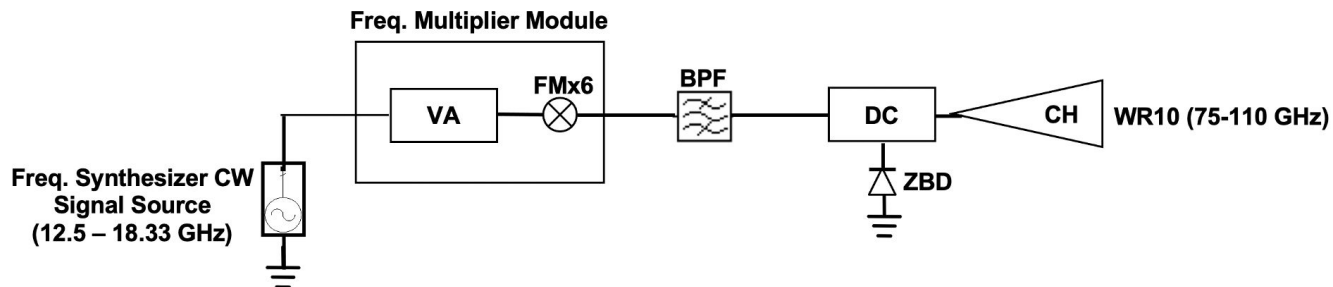 Freq. Multiplier Module
VA
FMx6
BPF
DC
CH
WR10 (75-110 GHz)
ZBD
Freq. Synthesizer CW
Signal Source
(12.5 – 18.33 GHz)